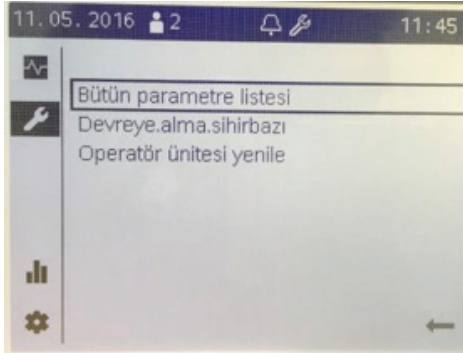 11. 05. 2016 2 11:45
Bütün parametre listesi
Devreye.alma.sihirbazı
Operatör ünitesi yenile